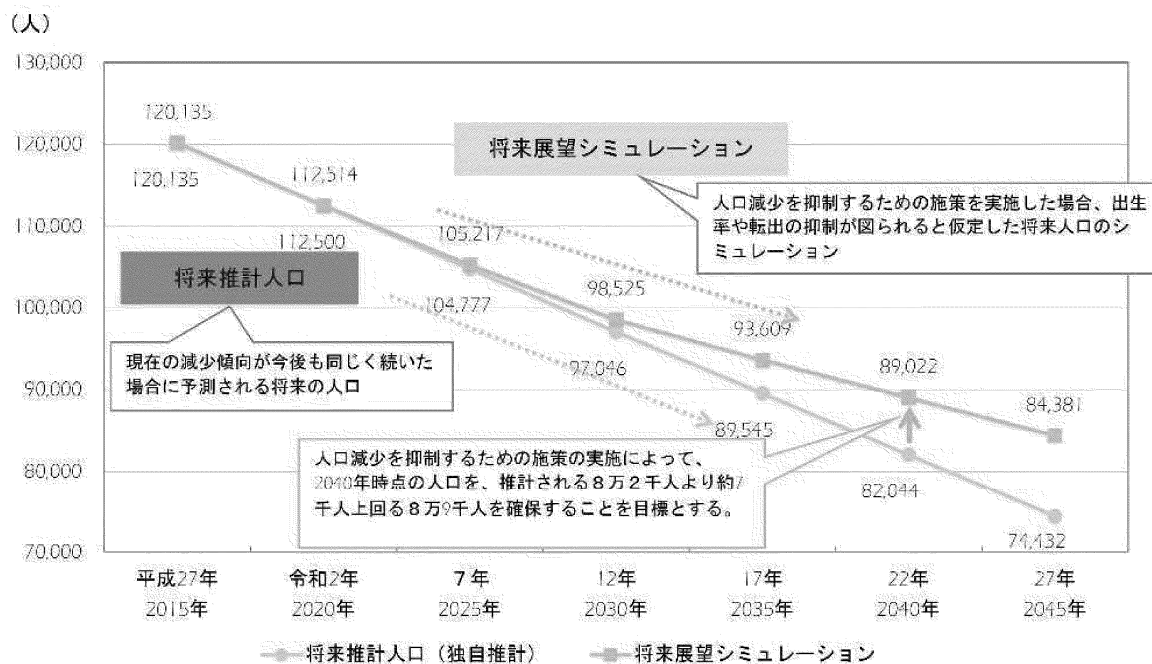 （人）
130,000
120,000
110,000
100,000
90,000
80,000
70,000
120,135
120,135
112,514
112,500
105,217
104,777
98,525
97,046
93,609
89,545
89,022
82,044
84,381
74,432
将来展望シミュレーション
人口減少を抑制するための施策を実施した場合、出生
率や転出の抑制が図られると仮定した将来人口のシ
ミュレーション
将来推計人口
現在の減少傾向が今後も同じく続いた
場合に予測される将来の人口
人口減少を抑制するための施策の実施によって、
2040年時点の人口を、推計される８万２千人より約7
千人上回る８万9千人を確保することを目標とする。
平成27年 令和2年 7年 12年 17年 22年 27年
2015年 2020年 2025年 2030年 2035年 2040年 2045年
将来推計人口（独自推計） 将来展望シミュレーション